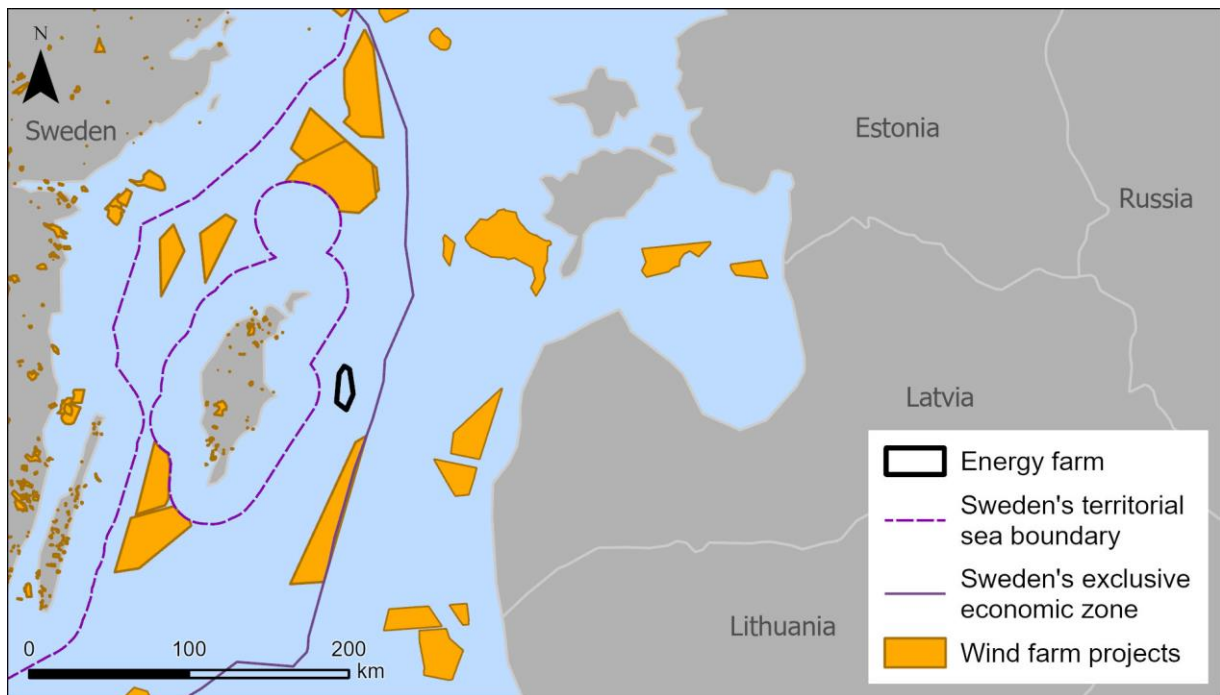 N
Sweden
Estonia
Russia
Latvia
Lithuania
Energy farm
Sweden's territorial
sea boundary
Sweden's exclusive
economic zone
Wind farm projects
0 100 200
km